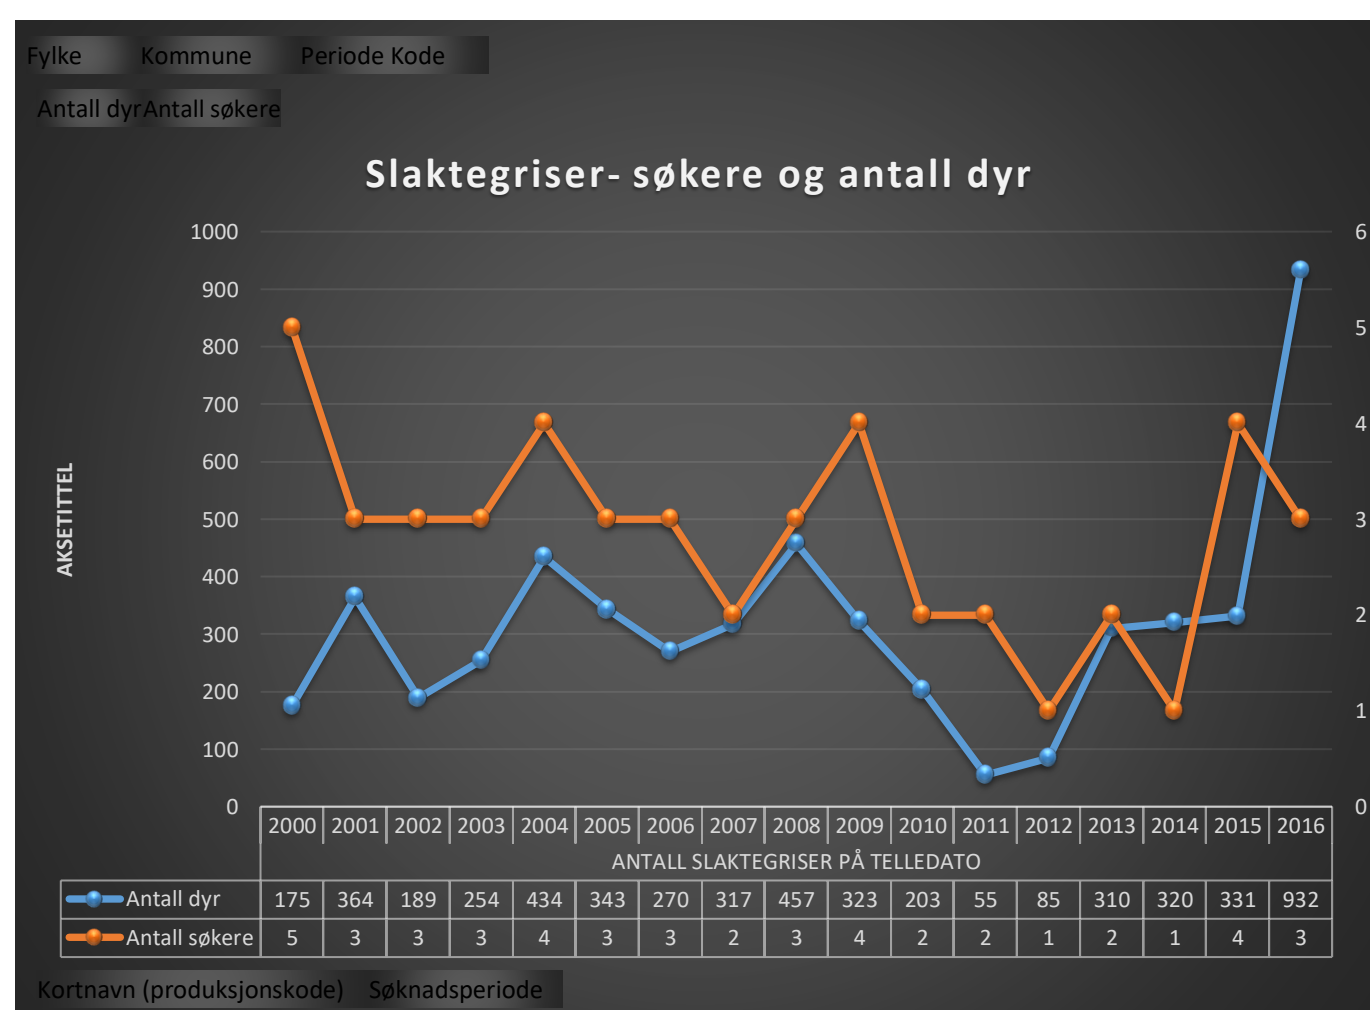 Fylke Kommune Periode Kode
Antall dyr Antall søkere
Slaktegriser- søkere og antall dyr
1000 6
900
800 5
700
600 4
500 3
400
300 2
200
100 1
0 0
AKSETITTEL
2000 2001 2002 2003 2004 2005 2006 2007 2008 2009 2010 2011 2012 2013 2014 2015 2016
ANTALL SLAKTEGRISER PÅ TELLEDATO
Antall dyr 175 364 189 254 434 343 270 317 457 323 203 55 85 310 320 331 932
Antall søkere 5 3 3 3 4 3 3 2 3 4 2 2 1 2 1 4 3
Kortnavn (produksjonskode) Søknadsperiode